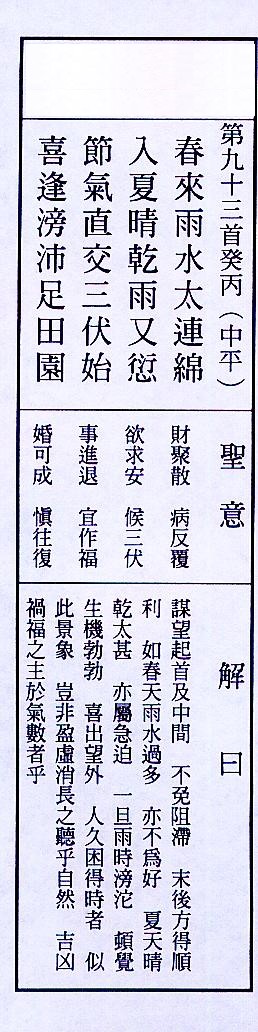 第九十三首癸丙（中平）
春來雨水太連綿
入夏晴乾雨又愆
節氣直交三伏始
喜逢滂沛足田園
聖意
財聚散　病反覆
欲求安　候三伏
事進退　宜作福
婚可成　慎往復
解曰
謀望起首及中間　不免阻滯　末後方得順
利　如春天雨水過多　亦不為好　夏天晴
乾太甚　亦屬急迫　一旦雨時滂沱　頓覺
生機勃勃　喜出望外　人久困得時者　似
此景象　豈非盈虛消長之聽乎自然　吉凶
禍福之主於氣數者乎